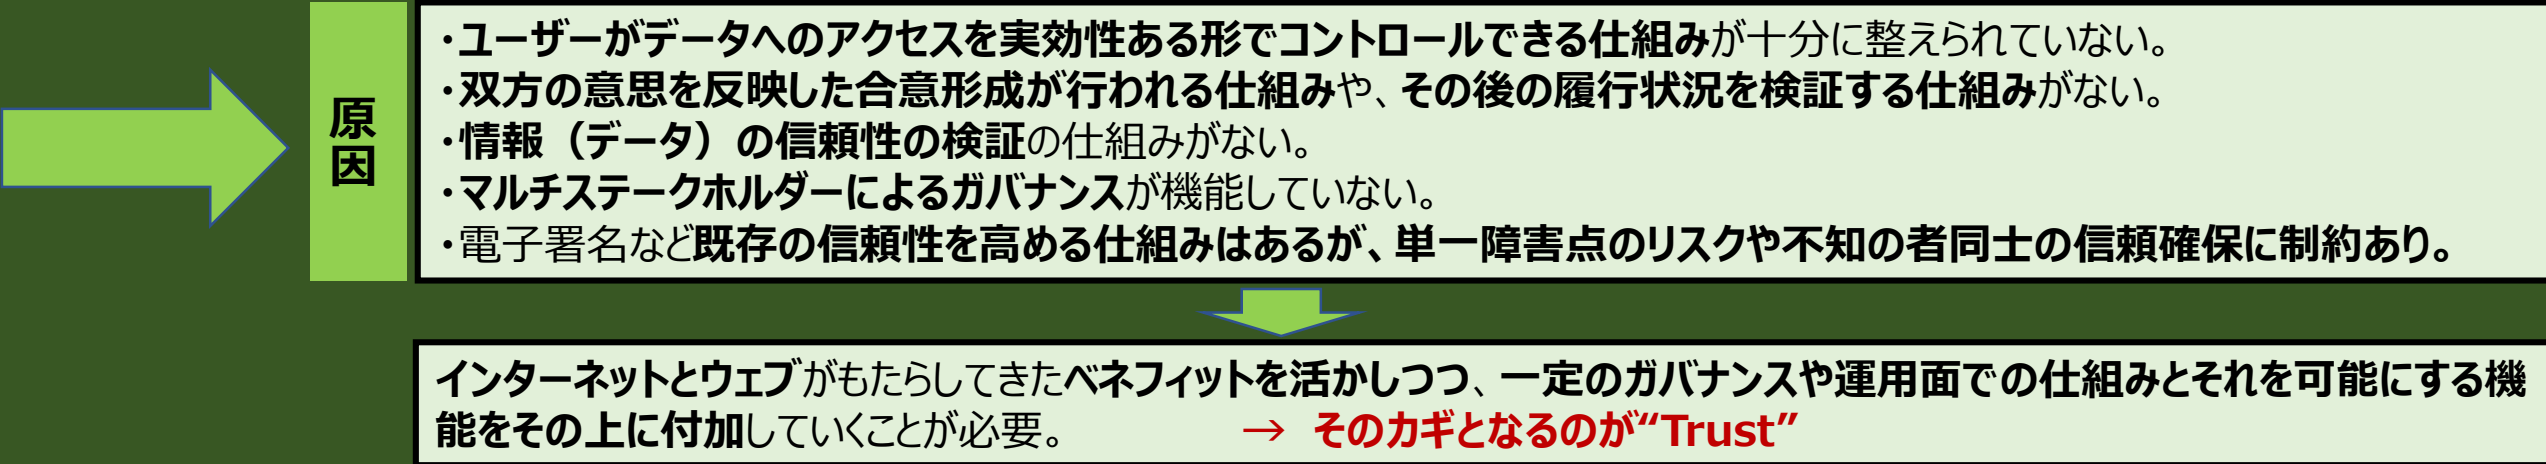 原因
・ユーザーがデータへのアクセスを実効性ある形でコントロールできる仕組みが十分に整えられていない。
・双方の意思を反映した合意形成が行われる仕組みや、その後の履行状況を検証する仕組みがない。
・情報（データ）の信頼性の検証の仕組みがない。
・マルチステークホルダーによるガバナンスが機能していない。
・電子署名など既存の信頼性を高める仕組みはあるが、単一障害点のリスクや不知の者同士の信頼確保に制約あり。
インターネットとウェブがもたらしてきたベネフィットを活かしつつ、一定のガバナンスや運用面での仕組みとそれを可能にする機
能をその上に付加していくことが必要。 → そのカギとなるのが“Trust”